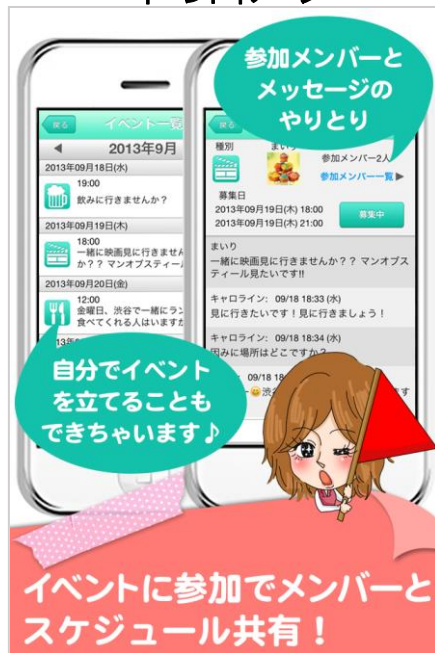 参加メンバーと
メッセージの
やりとり
戻る
イベント一覧
◀ 2013年9月
2013年09月18日(水)
19:00
飲みに行きませんか？
2013年09月19日(木)
18:00
一緒に映画見に行きません
か？？ マンオブスティール
2013年09月20日(金)
12:00
金曜日、渋谷で一緒にラン
食べてくれる人はいます
種別
まいり
参加メンバー2人
参加メンバー一覧▶
募集日
2013年09月19日(木) 18:00
2013年09月19日(木) 21:00
募集中
まいり
一緒に映画見に行きませんか？？ マンオブス
ティール見たいです!!
キャロライン: 09/18 18:33 (水)
見に行きたいです！見に行きましょう！
キャロライン: 09/18 18:34 (水)
因みに場所はどこですか？
自分でイベント
を立てることも
できちゃいます♪
イベントに参加でメンバーと
スケジュール共有！